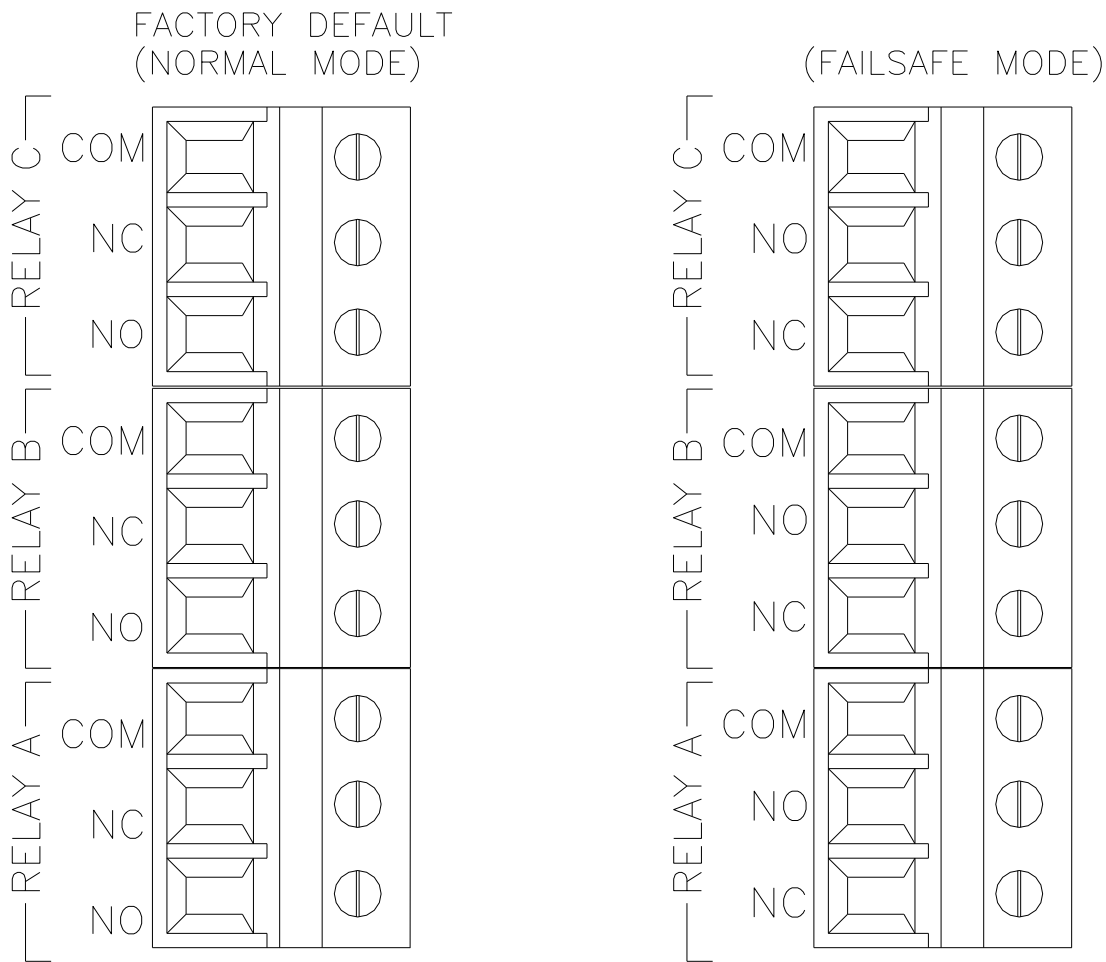 FACTORY DEFAULT
(NORMAL MODE)
RELAY C
COM
NC
NO
RELAY B
COM
NC
NO
RELAY A
COM
NC
NO
(FAILSAFE MODE)
RELAY C
COM
NO
NC
RELAY B
COM
NO
NC
RELAY A
COM
NO
NC